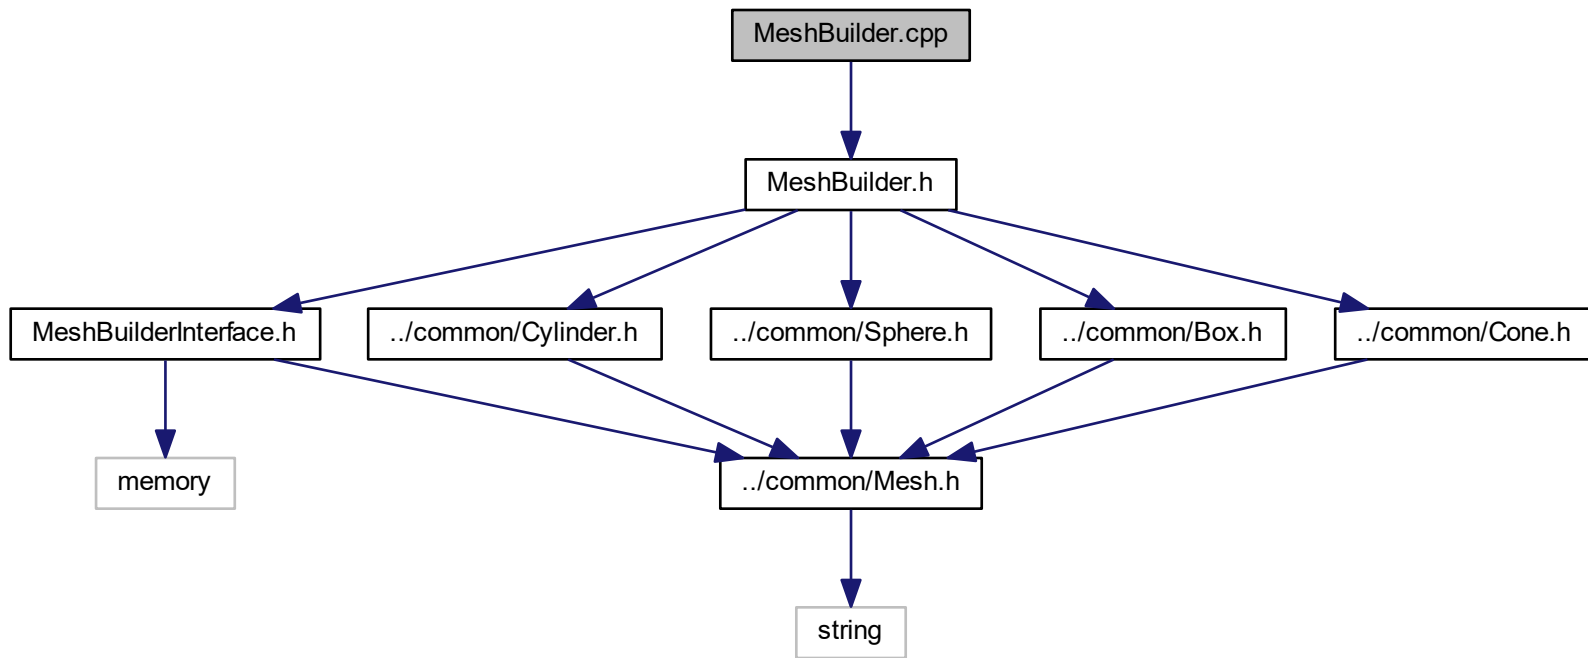 MeshBuilder.cpp
MeshBuilder.h
MeshBuilderInterface.h
../common/Cylinder.h
../common/Sphere.h
../common/Box.h
../common/Cone.h
memory
../common/Mesh.h
string